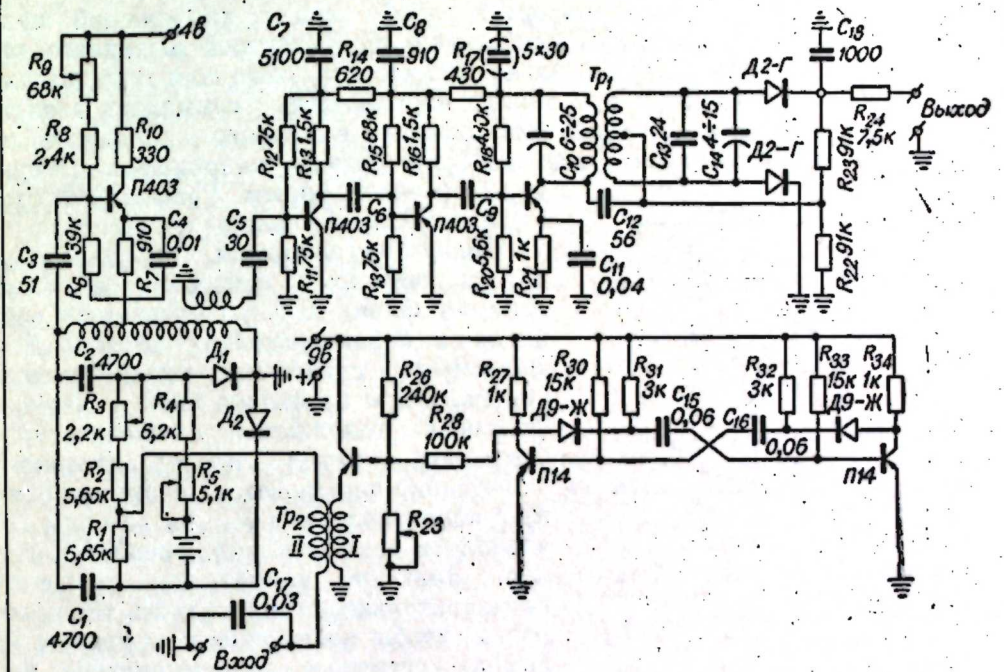 C₇
5100
R₁₄
620
C₈
910
R₁₇
430
5×30
C₁₈
1000
4в
R₉
68к
R₈
2,4к
R₁₀
330
П403
C₃
51
39к
R₆
910
R₇
C₄
0,01
C₅
30
R₁₂ 75к
R₁₃ 1,5к
П403
R₁₁ 75к
R₁₅ 68к
R₁₆ 1,5к
C₆
R₁₃ 75к
П403
C₉
R₁₈ 430к
R₂₀ 5,6к
R₂₁ 1к
C₁₁
0,04
C₁₀ 6÷25
Тр₁
C₁₂
56
C₁₃ 24
C₁₄ 4÷15
Д2-Г
Д2-Г
R₂₄
7,5к
Выход
R₂₃ 91к
R₂₂ 91к
C₂
4700
Д₁
Д₂
R₃
2,2к
R₄
6,2к
R₂
5,65к
R₅
5,1к
R₁
5,65к
C₁
4700
C₁₇
0,03
Вход
Тр₂
II
I
-
9в
+
R₂₆
240к
R₂₈
100к
R₂₃
R₂₇
1к
R₃₀
15к
R₃₁
3к
Д9-Ж
C₁₅
0,06
C₁₆
0,06
R₃₂
3к
R₃₃
15к
R₃₄
1к
Д9-Ж
П14
П14